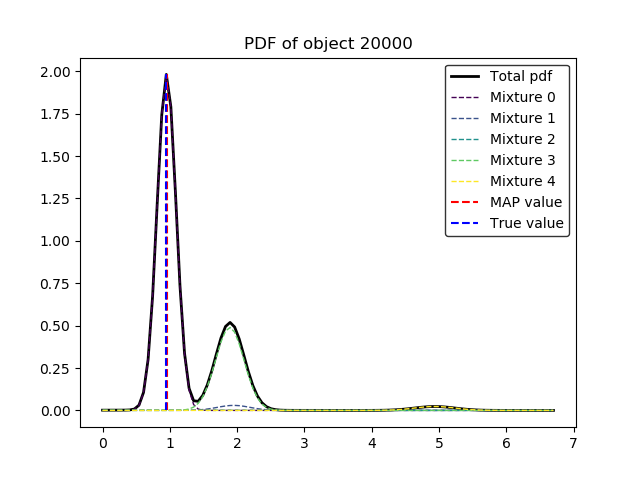 PDF of object 20000
2.00
1.75
1.50
1.25
1.00
0.75
0.50
0.25
0.00
0 1 2 3 4 5 6 7
Total pdf
Mixture 0
Mixture 1
Mixture 2
Mixture 3
Mixture 4
MAP value
True value